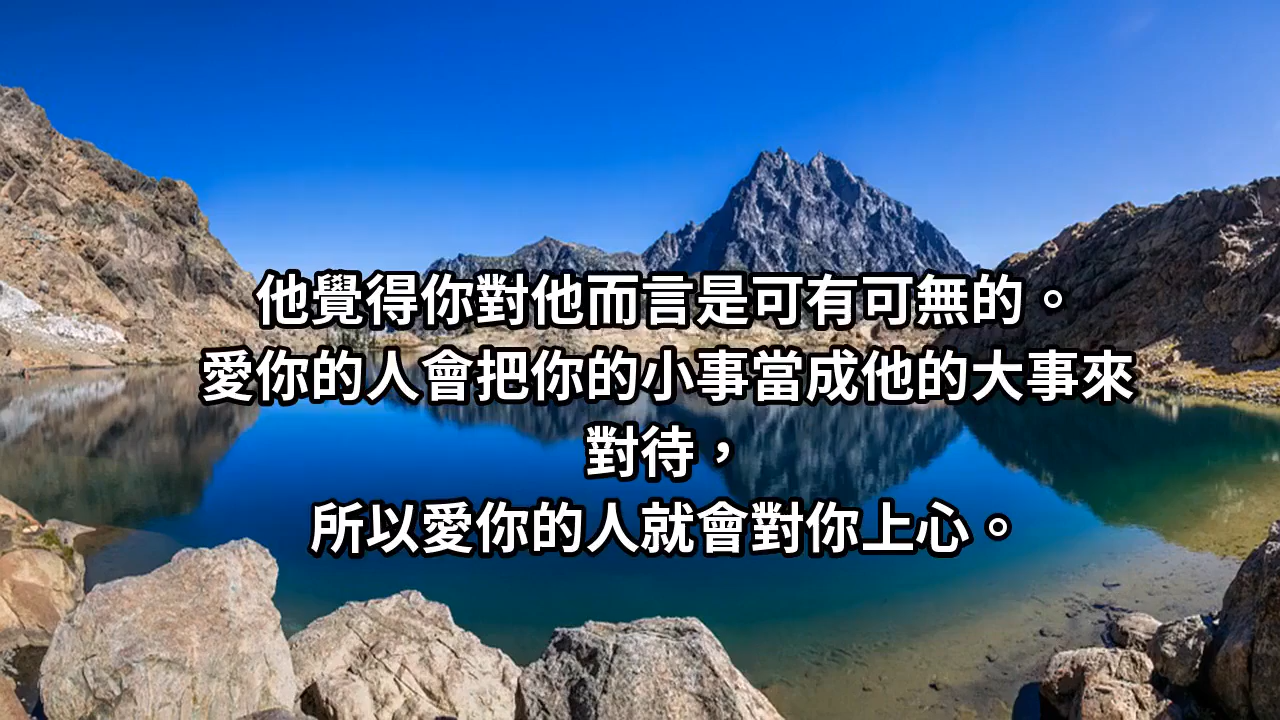 他覺得你對他而言是可有可無的。
愛你的人會把你的小事當成他的大事來
對待，
所以愛你的人就會對你上心。